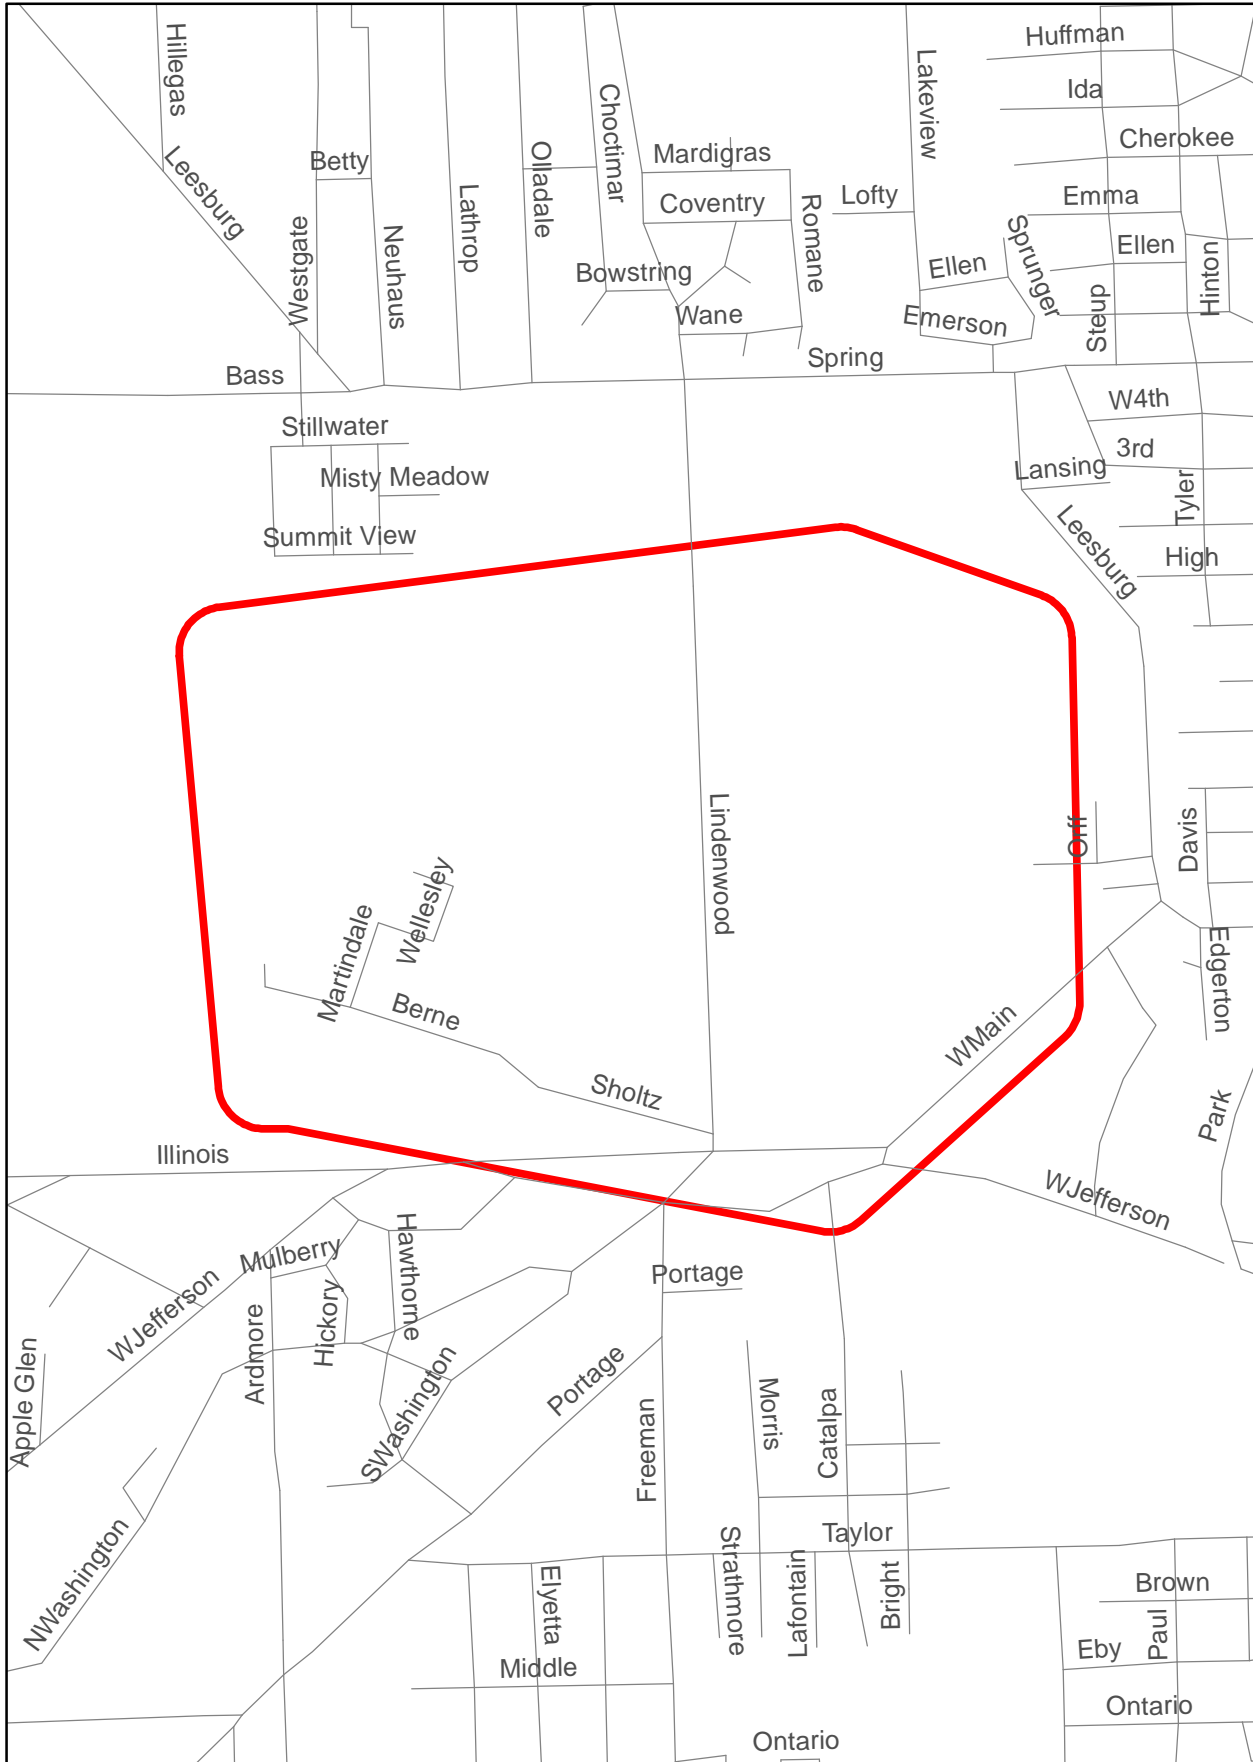 Huffman
Hillegas
Lakeview
Ida
Choctimar
Cherokee
Betty
Mardigras
Leesburg
Olladale
Lathrop
Coventry
Romane
Lofty
Emma
Westgate
Neuhaus
Bowstring
Ellen
Sprunger
Ellen
Hinton
Wane
Emerson
Steup
Bass
Spring
Stillwater
W4th
Misty Meadow
Lansing
3rd
Tyler
Summit View
Leesburg
High
Lindenwood
Orff
Davis
Wellesley
Martindale
Berne
WMain
Edgerton
Sholtz
Park
Illinois
WJefferson
Mulberry
Hawthorne
WJefferson
Portage
Hickory
Ardmore
Apple Glen
Portage
SWashington
Morris
Catalpa
Freeman
NWashington
Taylor
Strathmore
Lafontain
Bright
Elyetta
Brown
Paul
Middle
Eby
Ontario
Ontario